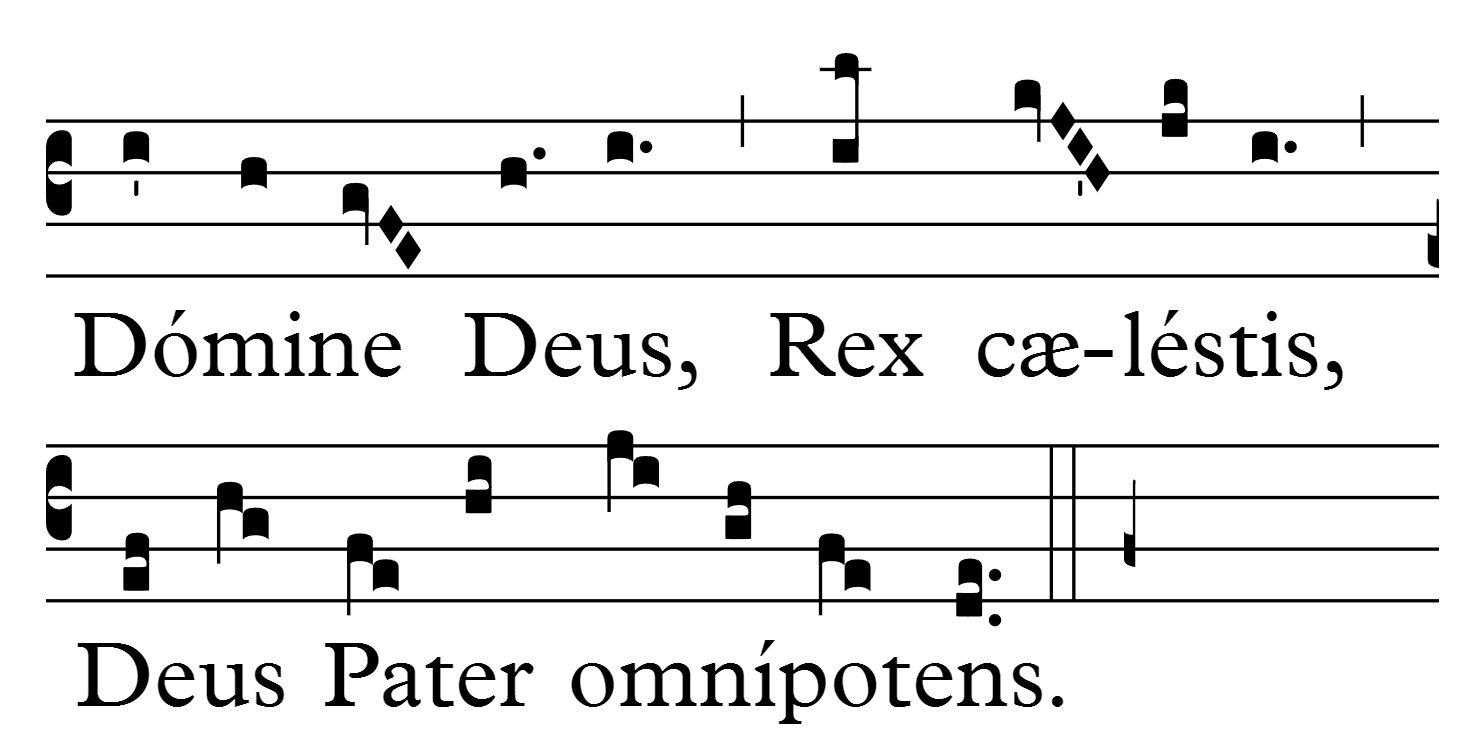 Dómine Deus, Rex cæ-léstis,
Deus Pater omnípotens.